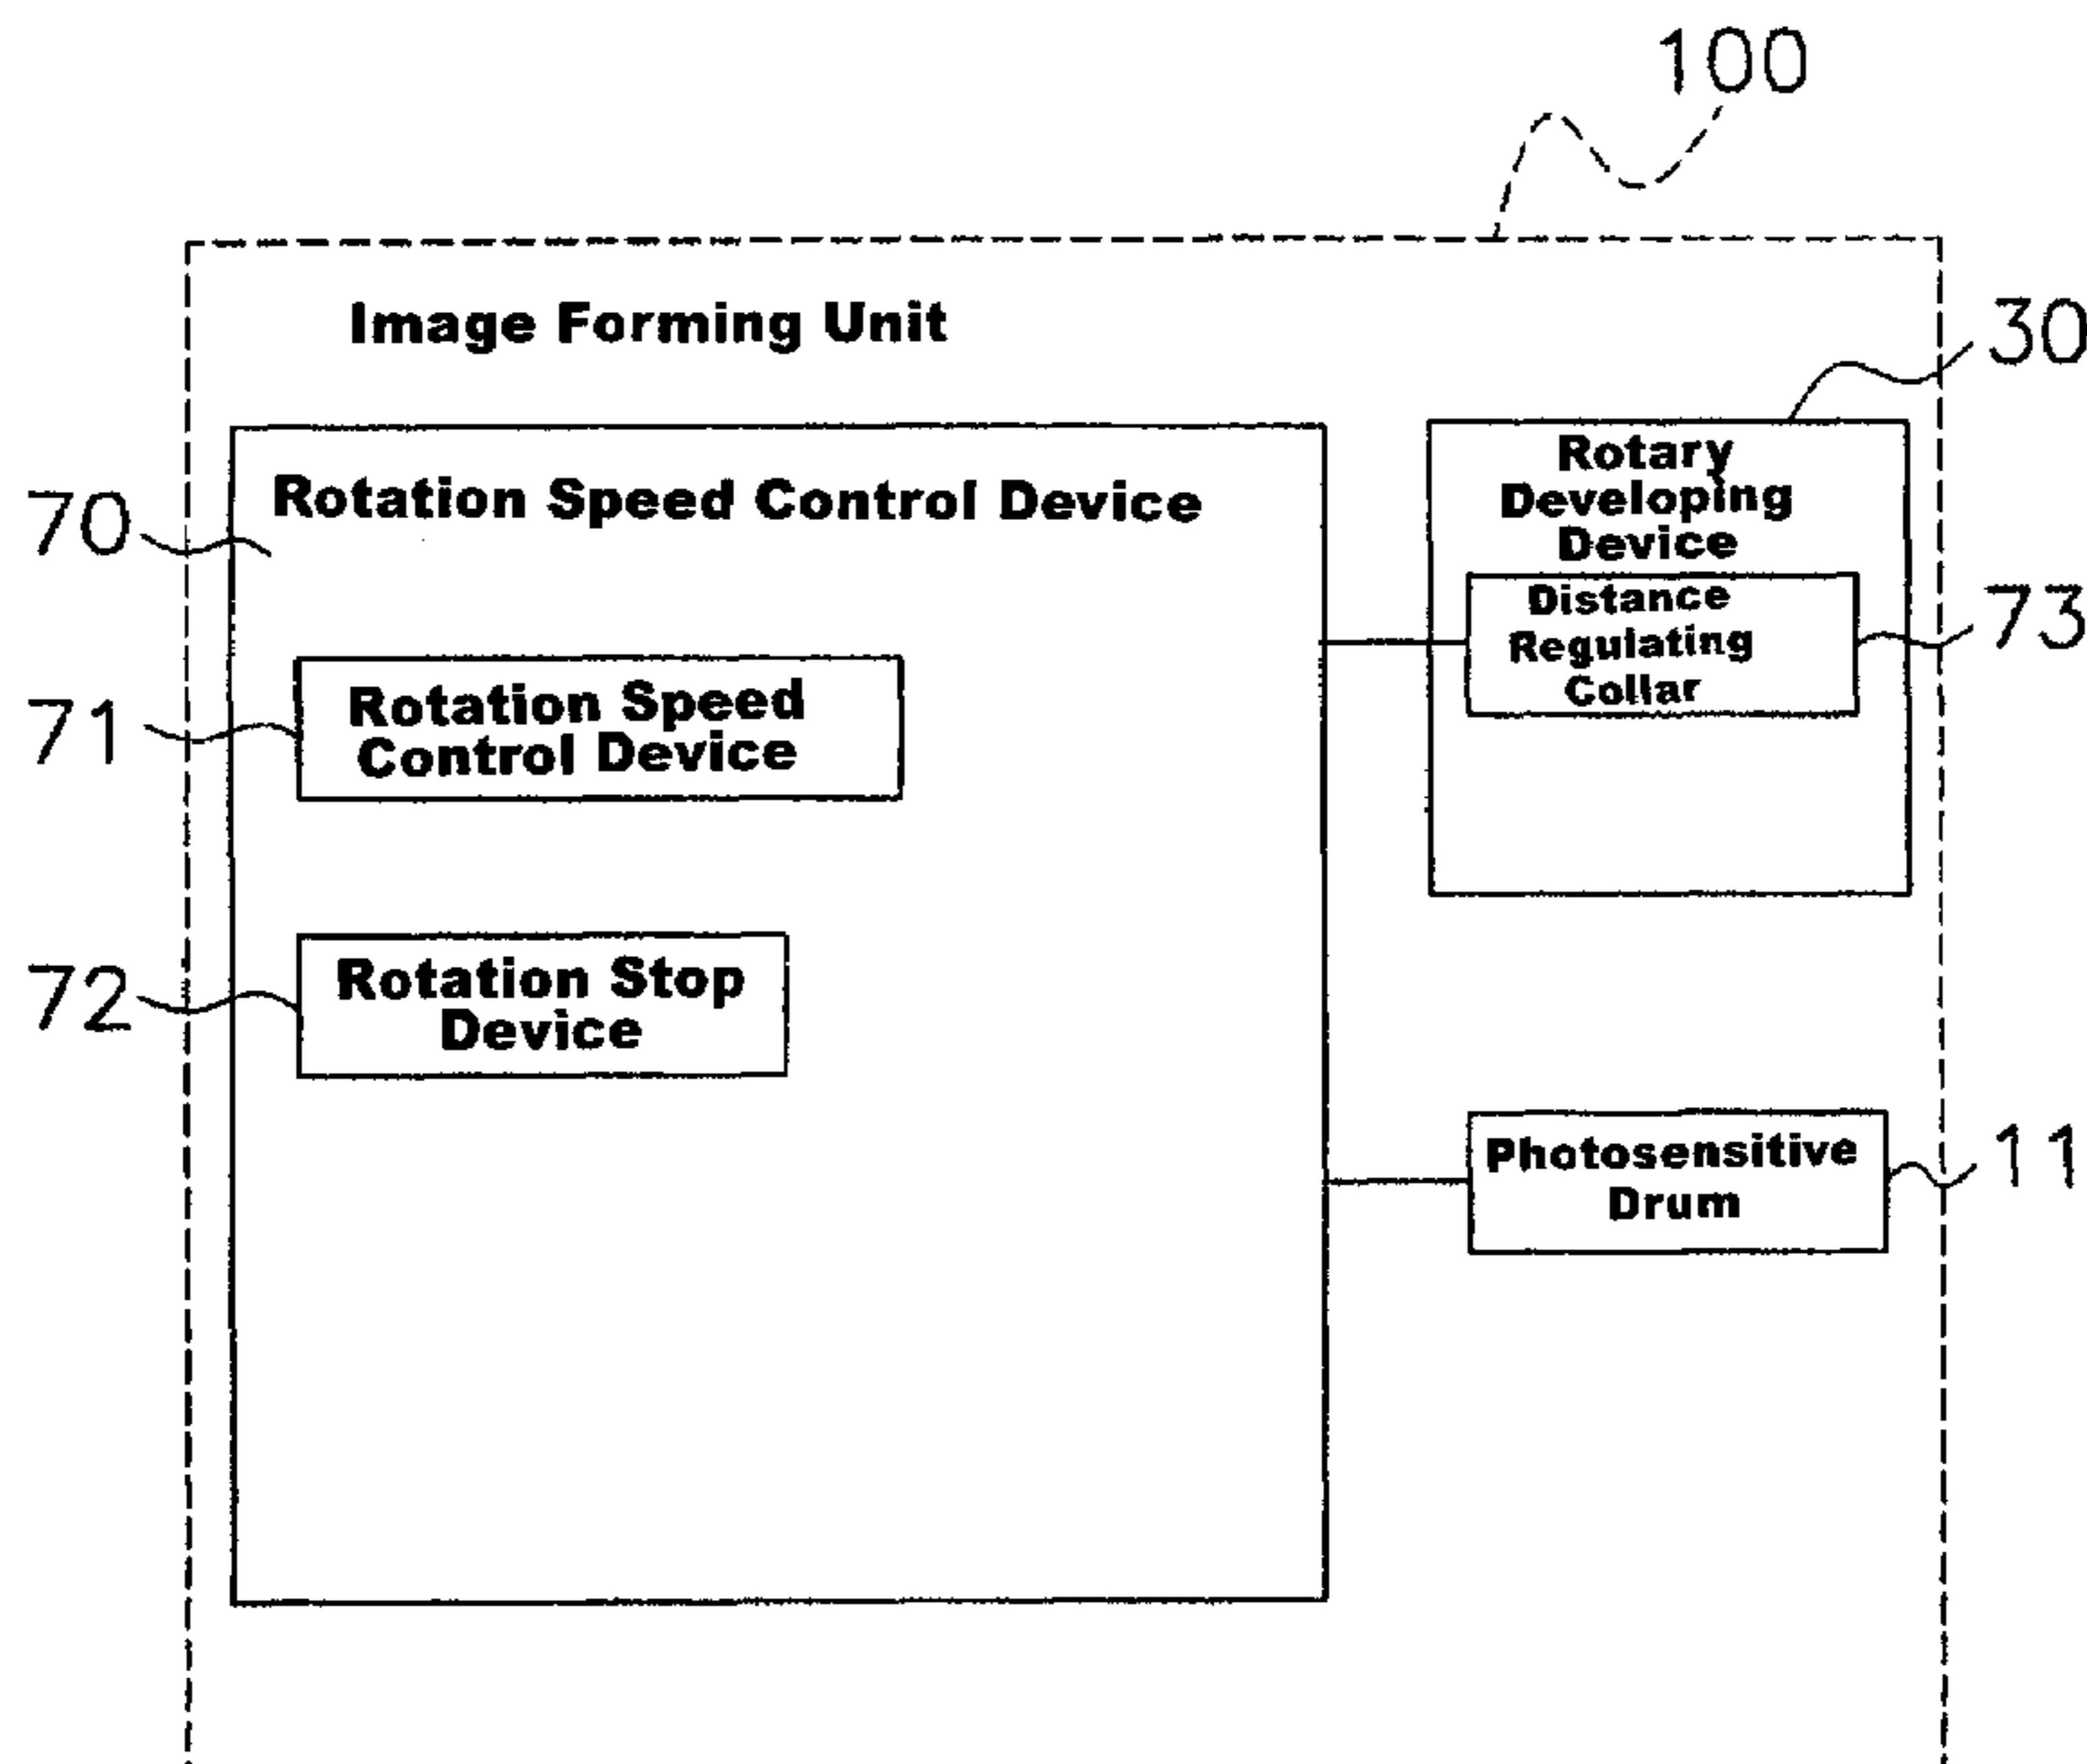 100
Image Forming Unit
30
Rotary
Developing
Device
70
Rotation Speed Control Device
Distance
Regulating
Collar
73
71
Rotation Speed
Control Device
72
Rotation Stop
Device
Photosensitive
Drum
11